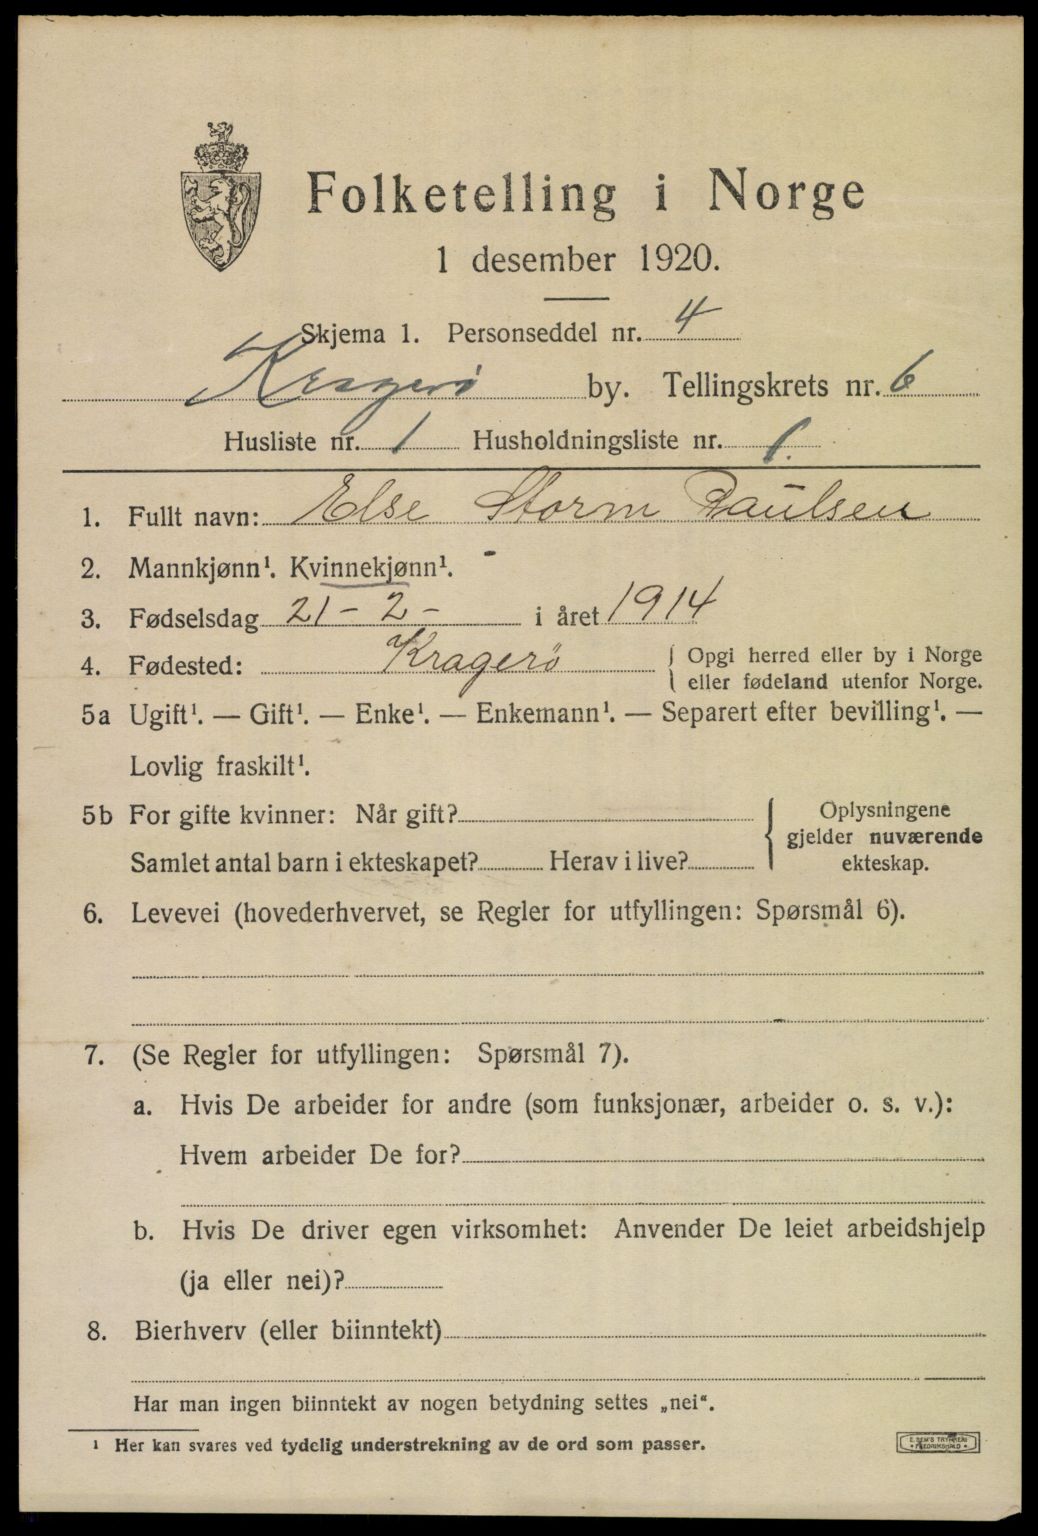 Folketelling i Norge
1 desember 1920.
Skjema 1. Personseddel nr. 4
Kragerø by. Tellingskrets nr. 6
Husliste nr. 1 Husholdningsliste nr. 1.
1. Fullt navn: Else Storm Paulsen
2. Mannkjønn¹. Kvinnekjønn¹. -
3. Fødselsdag 21 - 2 - i året 1914
4. Fødested: Kragerö { Opgi herred eller by i Norge
eller fødeland utenfor Norge.
5a Ugift¹. — Gift¹. — Enke¹. — Enkemann¹. — Separert efter bevilling¹. —
Lovlig fraskilt¹.
5b For gifte kvinner: Når gift? { Oplysningene
gjelder nuværende
Samlet antal barn i ekteskapet? Herav i live? ekteskap.
6. Levevei (hovederhvervet, se Regler for utfyllingen: Spørsmål 6).
7. (Se Regler for utfyllingen: Spørsmål 7).
a. Hvis De arbeider for andre (som funksjonær, arbeider o. s. v.):
Hvem arbeider De for?
b. Hvis De driver egen virksomhet: Anvender De leiet arbeidshjelp
(ja eller nei)?
8. Bierhverv (eller biinntekt)
Har man ingen biinntekt av nogen betydning settes „nei“.
¹ Her kan svares ved tydelig understrekning av de ord som passer.
E. SEM'S TRYKKERI
• FREDRIKSHALD •